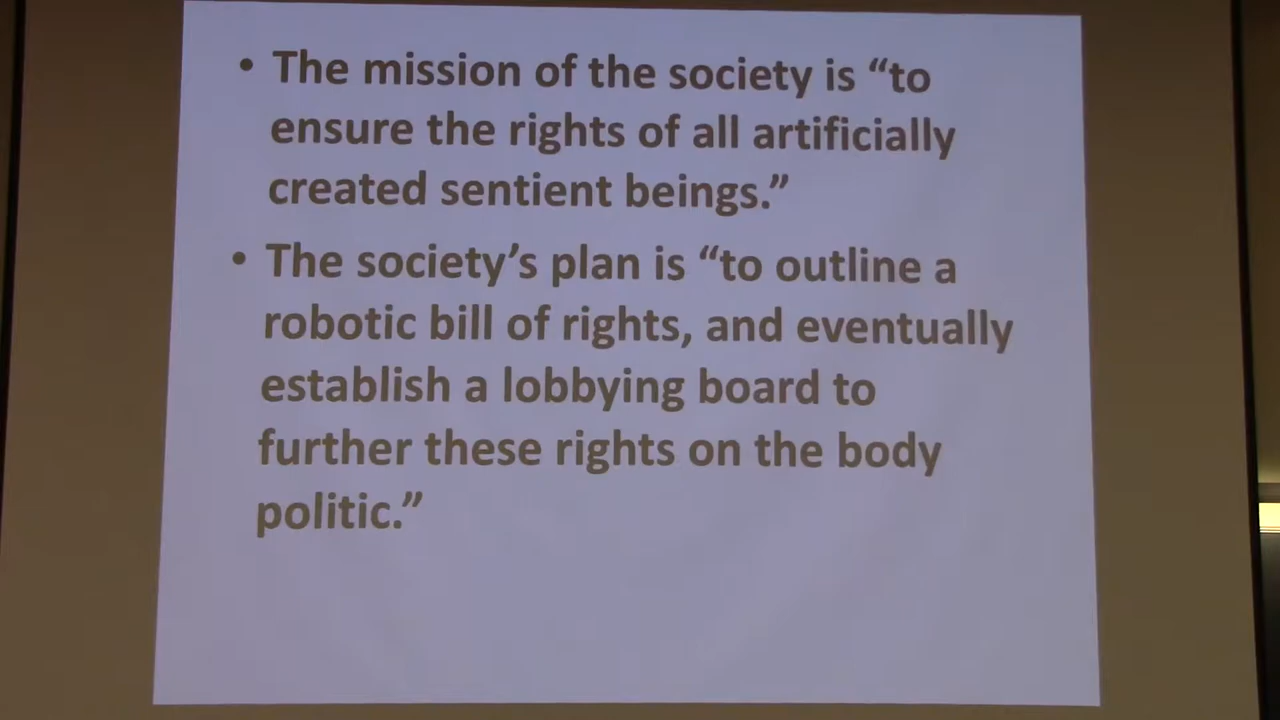 • The mission of the society is “to
ensure the rights of all artificially
created sentient beings.”
• The society’s plan is “to outline a
robotic bill of rights, and eventually
establish a lobbying board to
further these rights on the body
politic.”